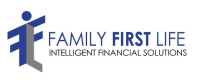 FAMILY FIRST LIFE
INTELLIGENT FINANCIAL SOLUTIONS